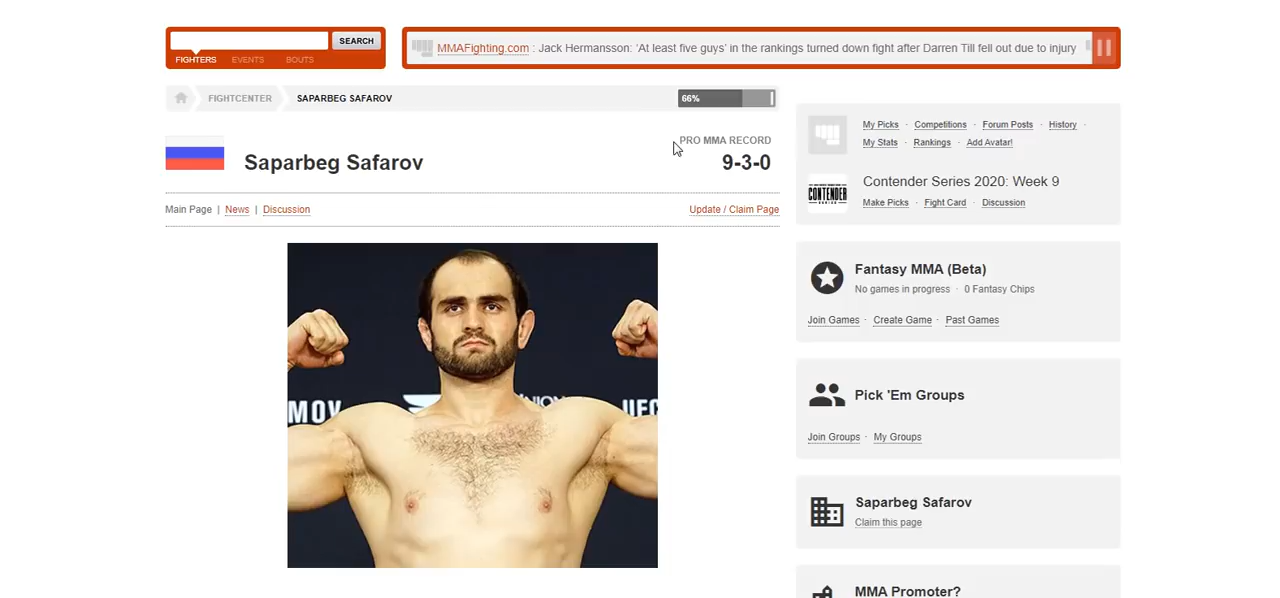 SEARCH
FIGHTERS EVENTS BOUTS
MMAFighting.com : Jack Hermansson: 'At least five guys' in the rankings turned down fight after Darren Till fell out due to injury
FIGHTCENTER SAPARBEG SAFAROV
66%
PRO MMA RECORD
Saparbeg Safarov
9-3-0
Main Page | News | Discussion
Update / Claim Page
MOV
UFC
My Picks · Competitions · Forum Posts · History ·
My Stats · Rankings · Add Avatar!
CONTENDER
Contender Series 2020: Week 9
Make Picks · Fight Card · Discussion
Fantasy MMA (Beta)
No games in progress · 0 Fantasy Chips
Join Games · Create Game · Past Games
Pick 'Em Groups
Join Groups · My Groups
Saparbeg Safarov
Claim this page
MMA Promoter?